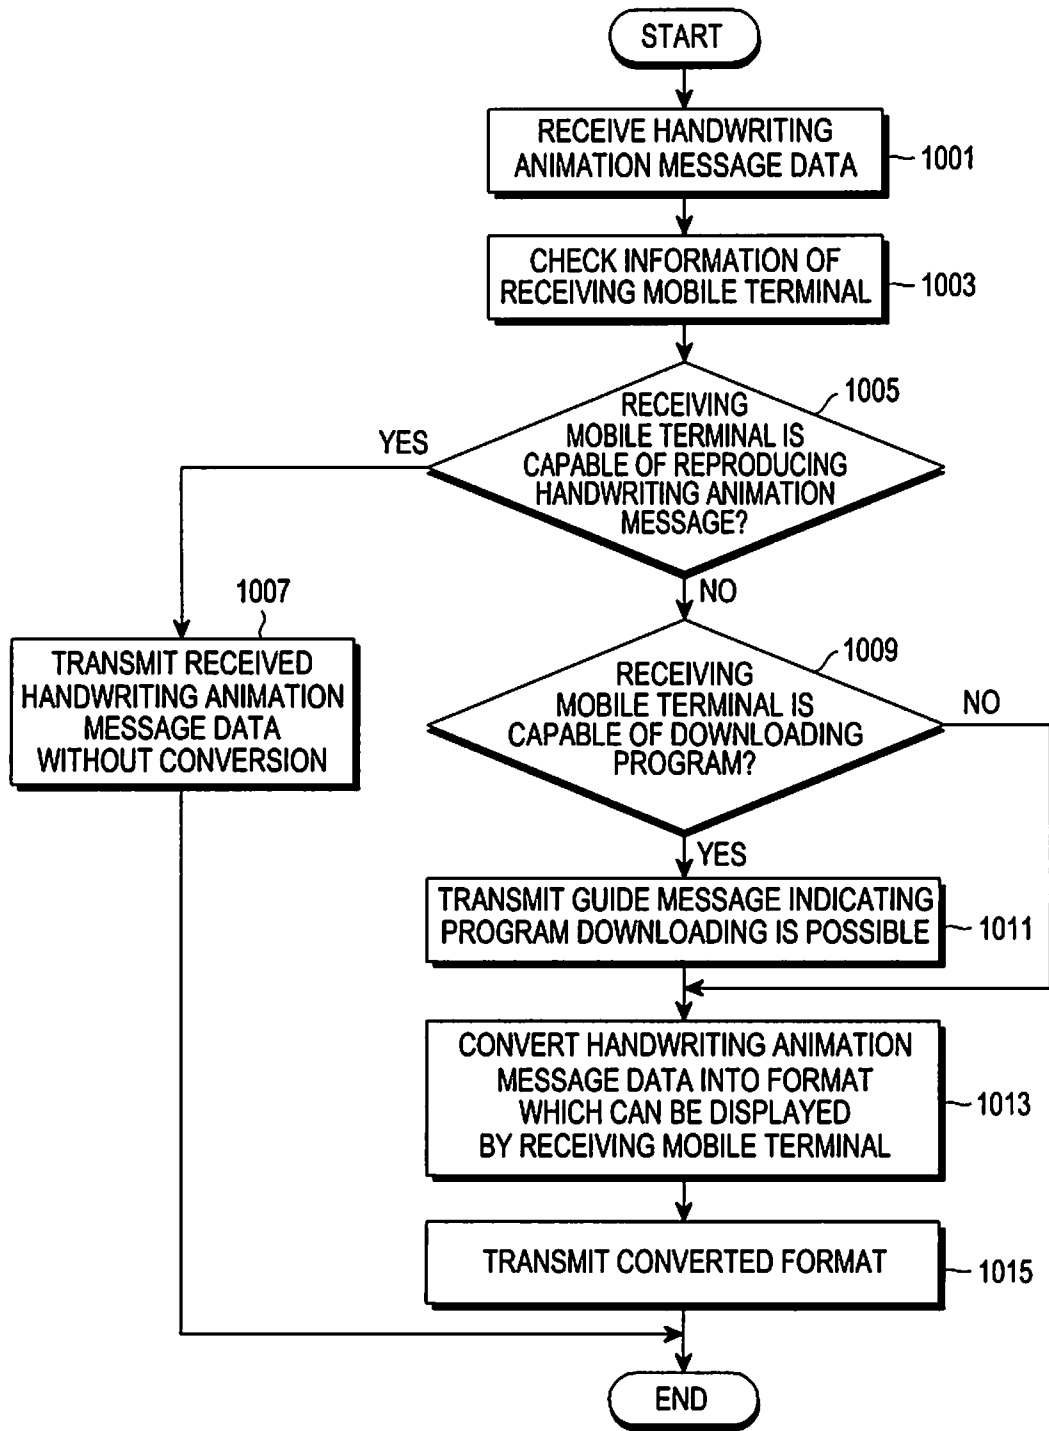 START
RECEIVE HANDWRITING
ANIMATION MESSAGE DATA
1001
CHECK INFORMATION OF
RECEIVING MOBILE TERMINAL
1003
RECEIVING
MOBILE TERMINAL IS
CAPABLE OF REPRODUCING
HANDWRITING ANIMATION
MESSAGE?
1005
YES
NO
1007
TRANSMIT RECEIVED
HANDWRITING ANIMATION
MESSAGE DATA
WITHOUT CONVERSION
RECEIVING
MOBILE TERMINAL IS
CAPABLE OF DOWNLOADING
PROGRAM?
1009
NO
YES
TRANSMIT GUIDE MESSAGE INDICATING
PROGRAM DOWNLOADING IS POSSIBLE
1011
CONVERT HANDWRITING ANIMATION
MESSAGE DATA INTO FORMAT
WHICH CAN BE DISPLAYED
BY RECEIVING MOBILE TERMINAL
1013
TRANSMIT CONVERTED FORMAT
1015
END